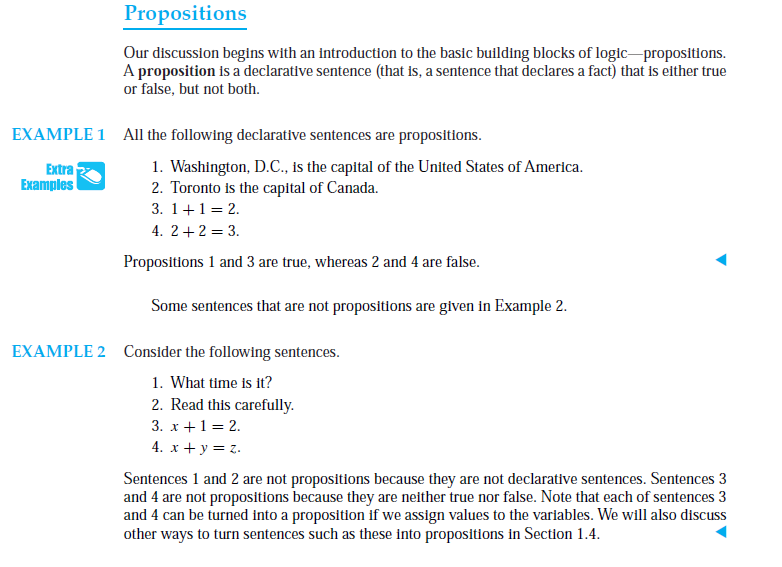 Propositions
Our discussion begins with an introduction to the basic building blocks of logic—propositions.
A proposition is a declarative sentence (that is, a sentence that declares a fact) that is either true
or false, but not both.
EXAMPLE 1 All the following declarative sentences are propositions.
Extra
Examples
1. Washington, D.C., is the capital of the United States of America.
2. Toronto is the capital of Canada.
3. 1 + 1 = 2.
4. 2 + 2 = 3.
Propositions 1 and 3 are true, whereas 2 and 4 are false.
Some sentences that are not propositions are given in Example 2.
EXAMPLE 2 Consider the following sentences.
1. What time is it?
2. Read this carefully.
3. x + 1 = 2.
4. x + y = z.
Sentences 1 and 2 are not propositions because they are not declarative sentences. Sentences 3
and 4 are not propositions because they are neither true nor false. Note that each of sentences 3
and 4 can be turned into a proposition if we assign values to the variables. We will also discuss
other ways to turn sentences such as these into propositions in Section 1.4.